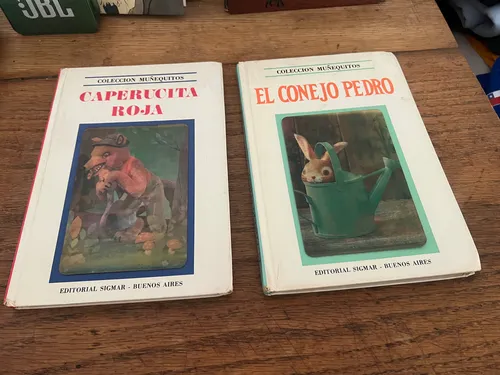 JBL
COLECCION MUÑEQUITOS
CAPERUCITA
ROJA
EDITORIAL SIGMAR - BUENOS AIRES
COLECCION MUÑEQUITOS
EL CONEJO PEDRO
EDITORIAL SIGMAR - BUENOS AIRES